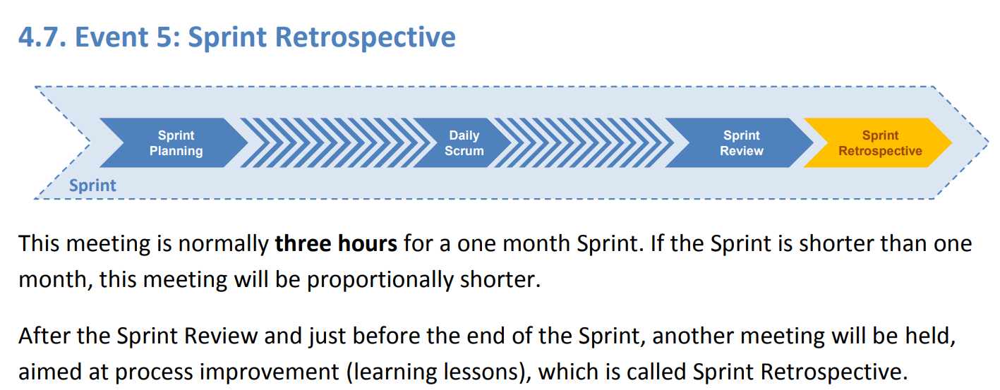 4.7. Event 5: Sprint Retrospective
Sprint
Planning
Daily
Scrum
Sprint
Review
Sprint
Retrospective
Sprint
This meeting is normally three hours for a one month Sprint. If the Sprint is shorter than one
month, this meeting will be proportionally shorter.
After the Sprint Review and just before the end of the Sprint, another meeting will be held,
aimed at process improvement (learning lessons), which is called Sprint Retrospective.